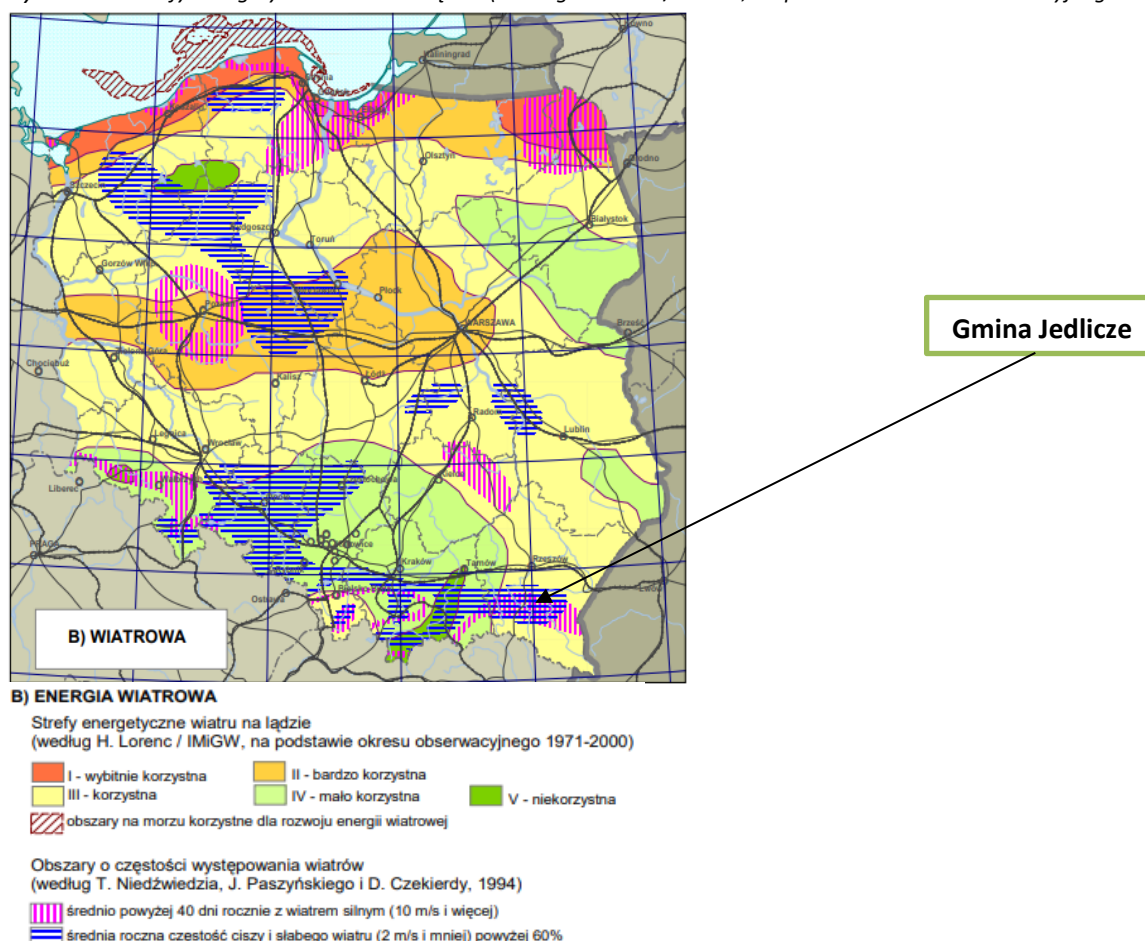 Kaliningrad
Olsztyn
Grodno
Szczecin
Białystok
Toruń
Gorzów Wlkp.
Płock
Poznań
WARSZAWA
Brześć
Gmina Jedlicze
Zielona Góra
Chociebuż
Kalisz
Łódź
Radom
Lublin
Legnica
Wrocław
Liberec
PRAGA
Kraków
Tarnów
Rzeszów
Ostrawa
Lwów
B) WIATROWA
B) ENERGIA WIATROWA
Strefy energetyczne wiatru na lądzie
(według H. Lorenc / IMiGW, na podstawie okresu obserwacyjnego 1971-2000)
I - wybitnie korzystna
II - bardzo korzystna
III - korzystna
IV - mało korzystna
V - niekorzystna
obszary na morzu korzystne dla rozwoju energii wiatrowej
Obszary o częstości występowania wiatrów
(według T. Niedźwiedzia, J. Paszyńskiego i D. Czekierdy, 1994)
średnio powyżej 40 dni rocznie z wiatrem silnym (10 m/s i więcej)
średnia roczna częstość ciszy i słabego wiatru (2 m/s i mniej) powyżej 60%